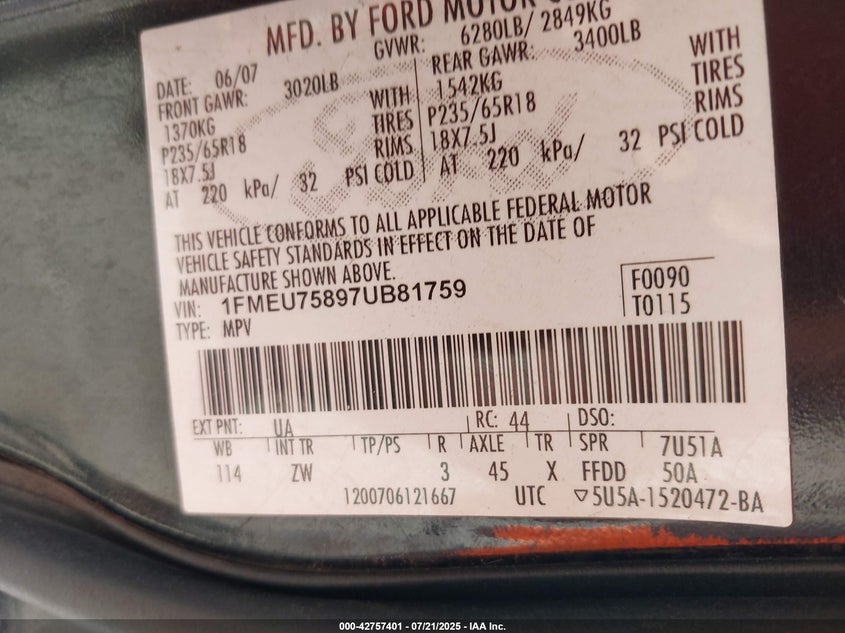 MFD. BY FORD MOTOR
GVWR: 6280LB/ 2849KG
DATE: 06/07
FRONT GAWR: 3020LB
1370KG WITH
P235/65R18 TIRES
18X7.5J RIMS
AT 220 kPa/ 32 PSI COLD
REAR GAWR: 3400LB
1542KG WITH
P235/65R18 TIRES
18X7.5J RIMS
AT 220 kPa/ 32 PSI COLD
THIS VEHICLE CONFORMS TO ALL APPLICABLE FEDERAL MOTOR
VEHICLE SAFETY STANDARDS IN EFFECT ON THE DATE OF
MANUFACTURE SHOWN ABOVE.
VIN: 1FMEU75897UB81759
TYPE: MPV
F0090
T0115
EXT PNT: UA RC: 44 DSO:
WB INT TR TP/PS R AXLE TR SPR 7U51A
114 ZW 3 45 X FFDD 50A
1200706121667 UTC ▽5U5A-1520472-BA
000-42757401 - 07/21/2025 - IAA Inc.